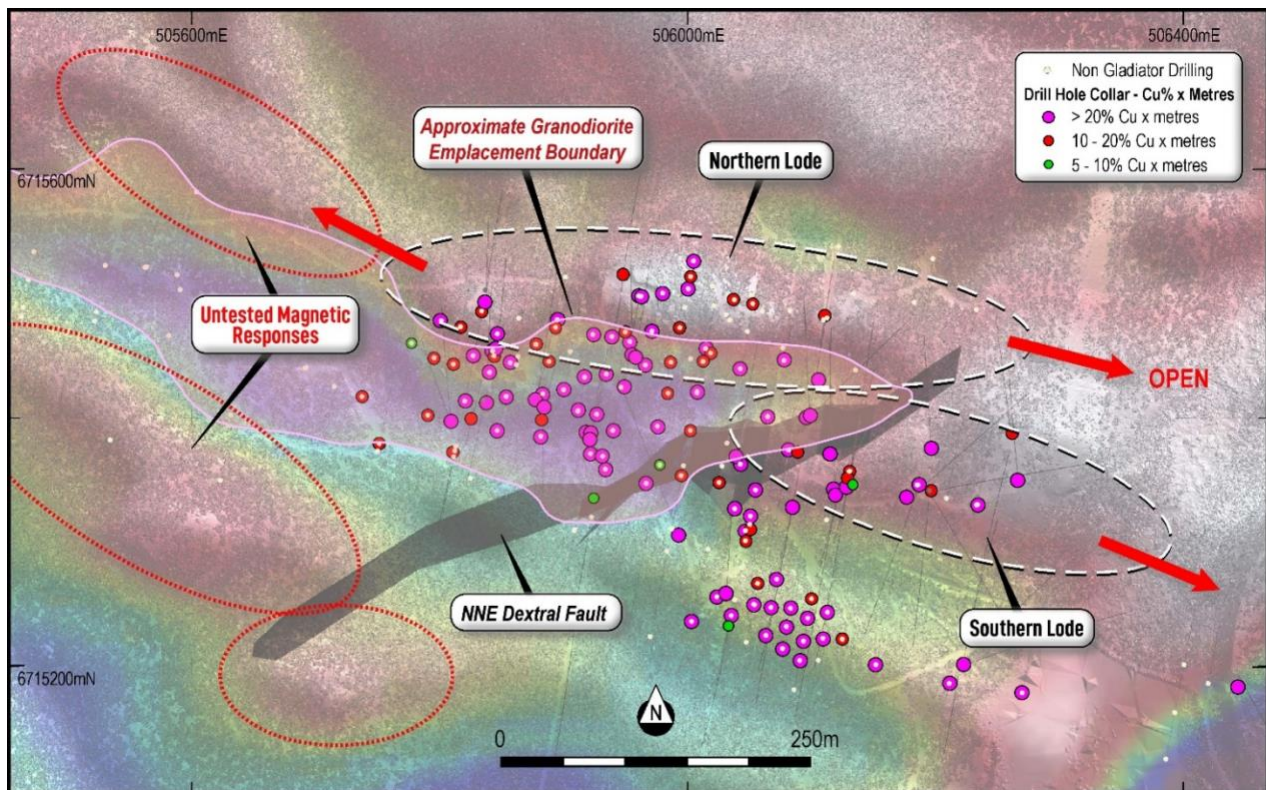 505600mE
506000mE
506400mE
Non Gladiator Drilling
Drill Hole Collar - Cu% x Metres
> 20% Cu x metres
10 - 20% Cu x metres
5 - 10% Cu x metres
Approximate Granodiorite
Emplacement Boundary
Northern Lode
6715600mN
Untested Magnetic
Responses
OPEN
NNE Dextral Fault
Southern Lode
6715200mN
N
0
250m